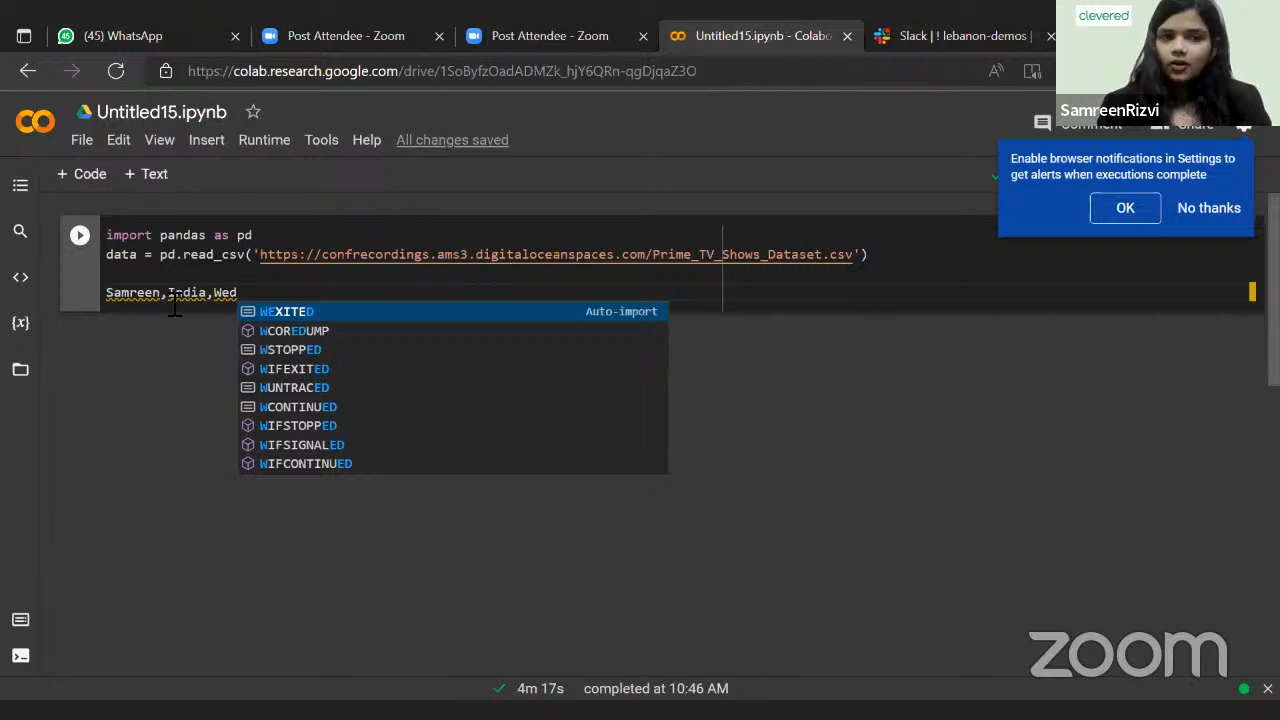 (45) WhatsApp
Post Attendee - Zoom
Post Attendee - Zoom
Untitled15.ipynb - Colabo
Slack | ! lebanon-demos |
clevered
https://colab.research.google.com/drive/1SoByfzOadADMZk_hjY6QRn-qgDjqaZ3O
SamreenRizvi
Untitled15.ipynb
Comment
Share
File Edit View Insert Runtime Tools Help All changes saved
Enable browser notifications in Settings to
get alerts when executions complete
OK No thanks
+ Code + Text
import pandas as pd
data = pd.read_csv('https://confrecordings.ams3.digitaloceanspaces.com/Prime_TV_Shows_Dataset.csv')
Samreen,India,Wed
WEXITED Auto-import
WCOREDUMP
WSTOPPED
WIFEXITED
WUNTRACED
WCONTINUED
WIFSTOPPED
WIFSIGNALED
WIFCONTINUED
zoom
4m 17s completed at 10:46 AM